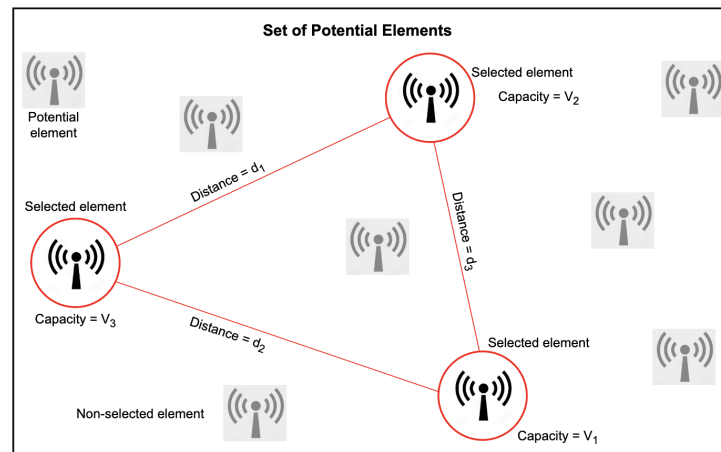 Set of Potential Elements
Selected element
Capacity = V2
Potential
element
Distance = d1
Selected element
Distance = d3
Capacity = V3
Distance = d2
Selected element
Non-selected element
Capacity = V1